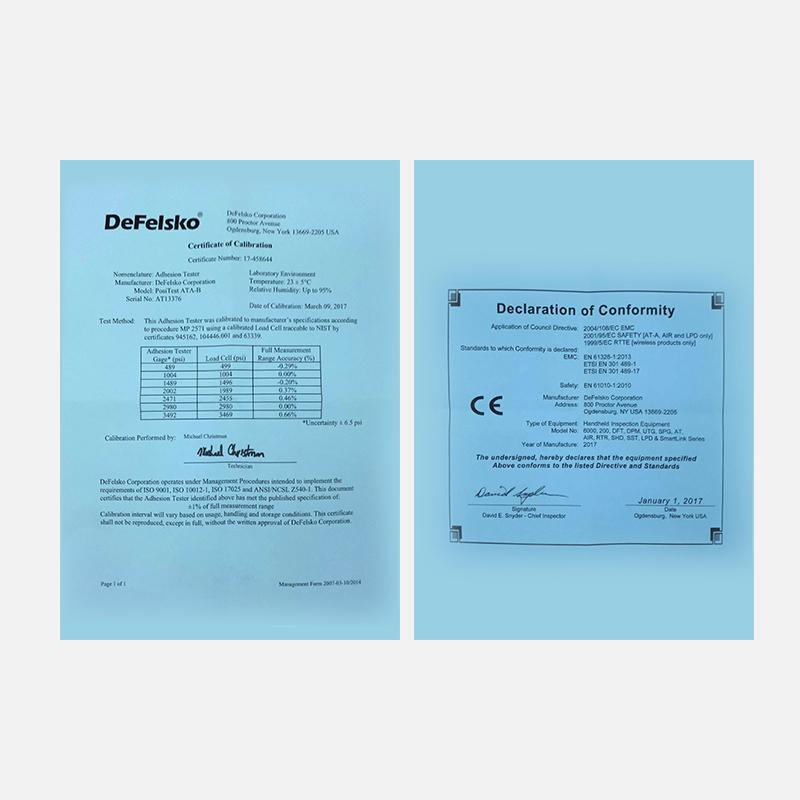 DeFelsko®
DeFelsko Corporation
800 Proctor Avenue
Ogdensburg, New York 13669-2205 USA
Certificate of Calibration
Certificate Number: 17-458644
Nomenclature: Adhesion Tester
Manufacturer: DeFelsko Corporation
Model: PosiTest ATA-B
Serial No: AT13376
Laboratory Environment
Temperature: 23 ± 5°C
Relative Humidity: Up to 95%
Date of Calibration: March 09, 2017
Test Method: This Adhesion Tester was calibrated to manufacturer's specifications according
to procedure MP 2571 using a calibrated Load Cell traceable to NIST by
certificates 945162, 104446.001 and 63339.
Adhesion Tester Gage* (psi) Load Cell (psi) Full Measurement Range Accuracy (%)
489 499 -0.29%
1004 1004 0.00%
1489 1496 -0.20%
2002 1989 0.37%
2471 2455 0.46%
2980 2980 0.00%
3492 3469 0.66%
*Uncertainty ± 6.5 psi
Calibration Performed by: Michael Christman
Michael Christman
Technician
DeFelsko Corporation operates under Management Procedures intended to implement the
requirements of ISO 9001, ISO 10012-1, ISO 17025 and ANSI/NCSL Z540-1. This document
certifies that the Adhesion Tester identified above has met the published specification of:
±1% of full measurement range
Calibration interval will vary based on usage, handling and storage conditions. This certificate
shall not be reproduced, except in full, without the written approval of DeFelsko Corporation.
Page 1 of 1
Management Form 2007-03-10/2014
Declaration of Conformity
Application of Council Directive: 2004/108/EC EMC
2001/95/EC SAFETY [AT-A, AIR and LPD only]
1999/5/EC RTTE [wireless products only]
Standards to which Conformity is declared:
EMC: EN 61326-1:2013
ETSI EN 301 489-1
ETSI EN 301 489-17
Safety: EN 61010-1:2010
CE
Manufacturer DeFelsko Corporation
Address: 800 Proctor Avenue
Ogdensburg, NY USA 13669-2205
Type of Equipment: Handheld Inspection Equipment
Model No: 6000, 200, DFT, DPM, UTG, SPG, AT,
AIR, RTR, SHD, SST, LPD & SmartLink Series
Year of Manufacture: 2017
The undersigned, hereby declares that the equipment specified
Above conforms to the listed Directive and Standards
David Snyder
Signature
David E. Snyder - Chief Inspector
January 1, 2017
Date
Ogdensburg, New York USA